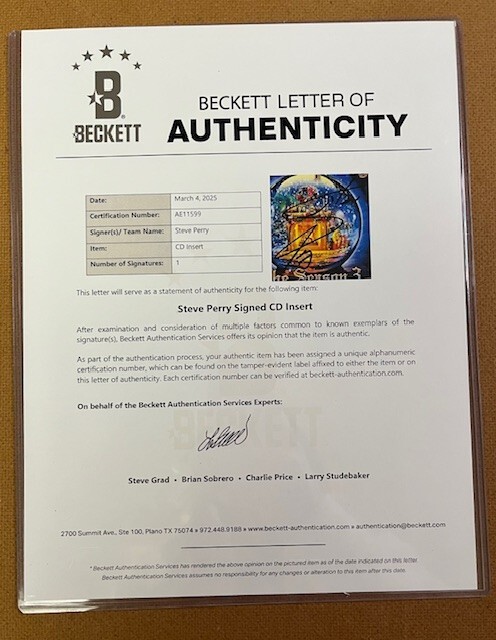 B
BECKETT
BECKETT LETTER OF
AUTHENTICITY
Date: March 4, 2025
Certification Number: AE11599
Signer(s)/ Team Name: Steve Perry
Item: CD Insert
Number of Signatures: 1
he Season 3
This letter will serve as a statement of authenticity for the following item:
Steve Perry Signed CD Insert
After examination and consideration of multiple factors common to known exemplars of the
signature(s), Beckett Authentication Services offers its opinion that the item is authentic.
As part of the authentication process, your authentic item has been assigned a unique alphanumeric
certification number, which can be found on the tamper-evident label affixed to either the item or on
this letter of authenticity. Each certification number can be verified at beckett-authentication.com.
On behalf of the Beckett Authentication Services Experts:
BECKETT
Steve Grad • Brian Sobrero • Charlie Price • Larry Studebaker
2700 Summit Ave., Ste 100, Plano TX 75074 » 972.448.9188 » www.beckett-authentication.com » authentication@beckett.com
* Beckett Authentication Services has rendered the above opinion on the pictured item as of the date indicated on this letter.
Beckett Authentication Services assumes no responsibility for any changes or alteration to this item after this date.